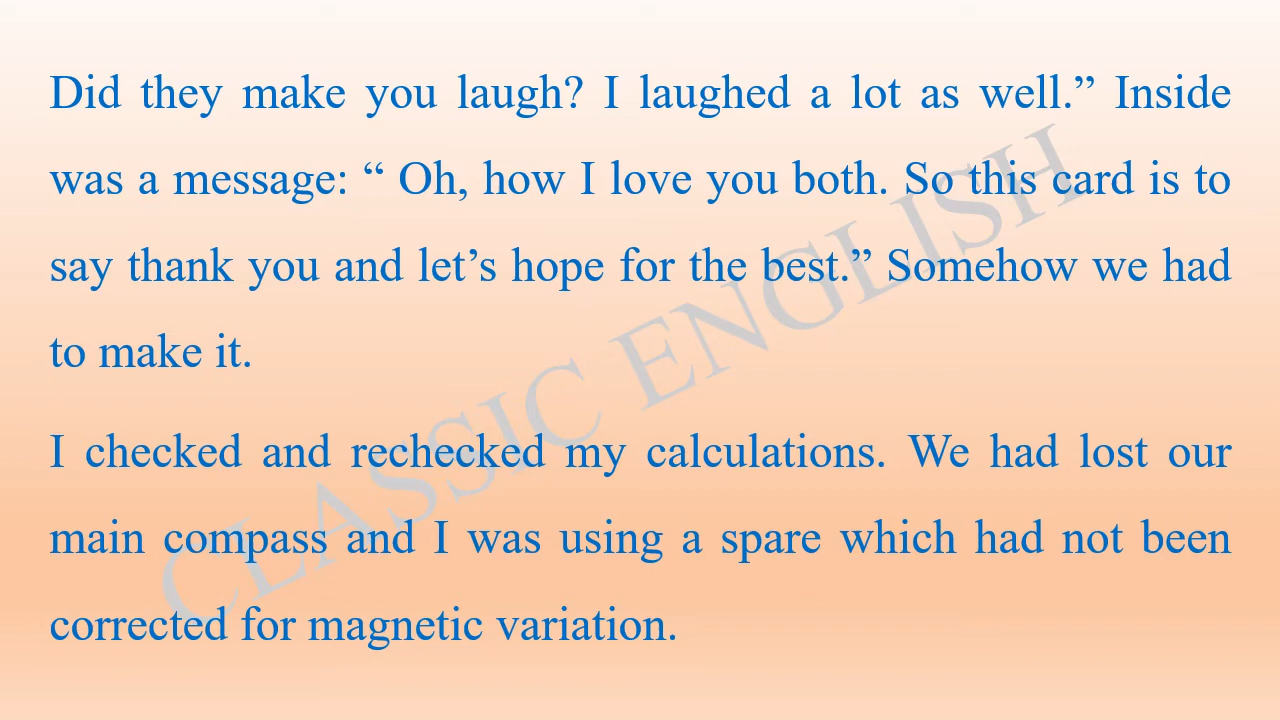 Did they make you laugh? I laughed a lot as well.” Inside
was a message: “ Oh, how I love you both. So this card is to
say thank you and let’s hope for the best.” Somehow we had
to make it.
I checked and rechecked my calculations. We had lost our
main compass and I was using a spare which had not been
corrected for magnetic variation.
CLASSIC ENGLISH